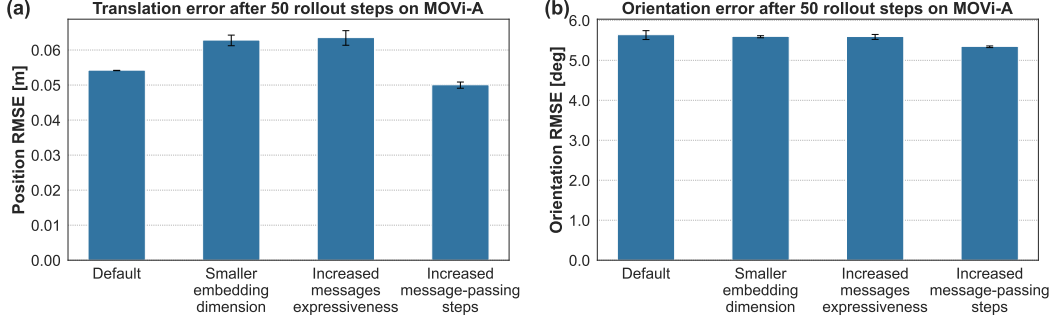 (a)
Translation error after 50 rollout steps on MOVi-A
Position RMSE [m]
0.06
0.05
0.04
0.03
0.02
0.01
0.00
Default
Smaller
embedding
dimension
Increased
messages
expressiveness
Increased
message-passing
steps
(b)
Orientation error after 50 rollout steps on MOVi-A
Orientation RMSE [deg]
6.0
5.0
4.0
3.0
2.0
1.0
0.0
Default
Smaller
embedding
dimension
Increased
messages
expressiveness
Increased
message-passing
steps